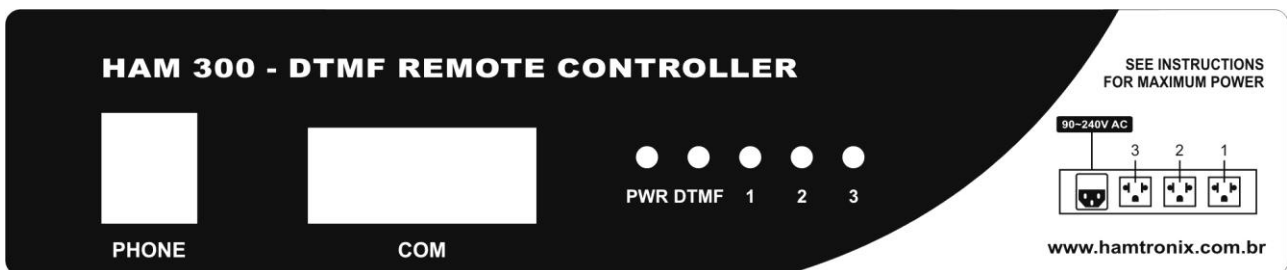 HAM 300 - DTMF REMOTE CONTROLLER
PHONE
COM
PWR DTMF 1 2 3
SEE INSTRUCTIONS
FOR MAXIMUM POWER
90~240V AC
3 2 1
www.hamtronix.com.br